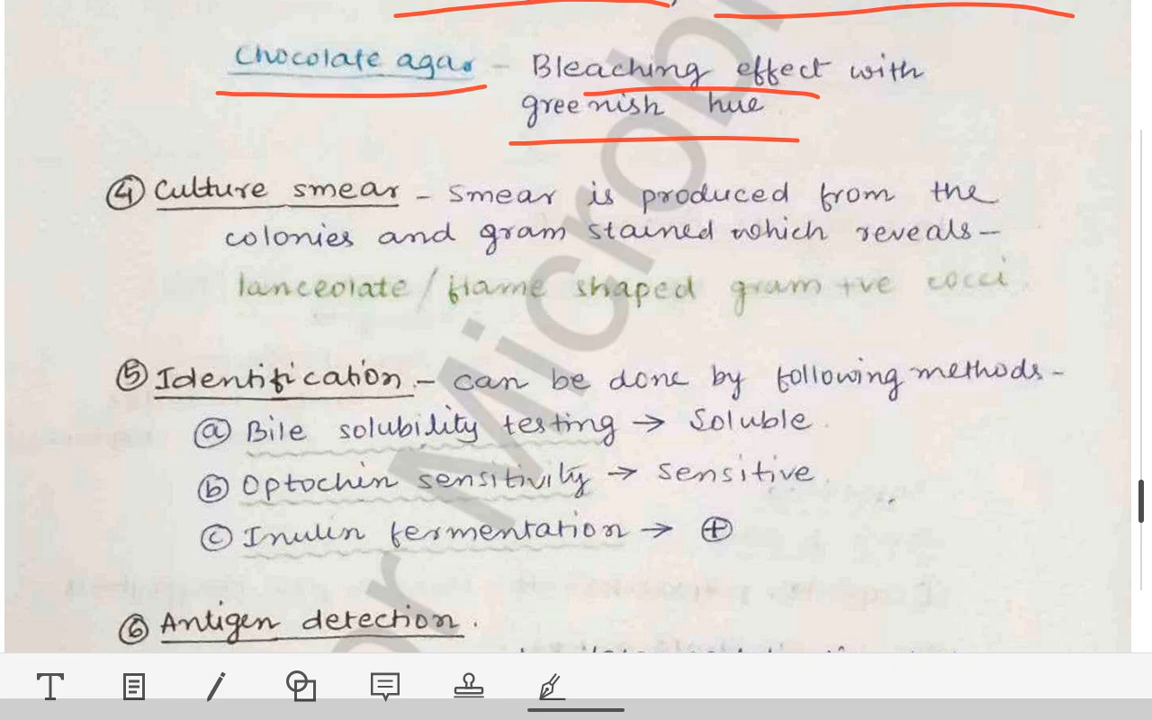 Chocolate agar - Bleaching effect with
greenish hue
④ Culture smear - Smear is produced from the
colonies and gram stained which reveals -
lanceolate / flame shaped gram +ve cocci
⑤ Identification - can be done by following methods -
ⓐ Bile solubility testing → Soluble.
ⓑ Optochin sensitivity → Sensitive.
ⓒ Inulin fermentation → ⊕
⑥ Antigen detection.
or Microbi
T